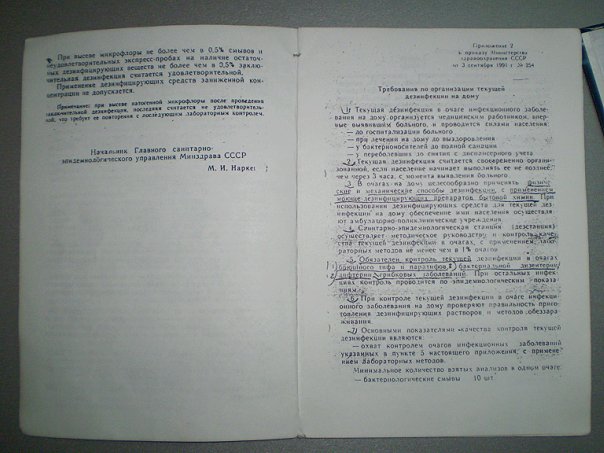 При высеве микрофлоры не более чем в 0,5% смывов и
неудовлетворительных экспресс-пробах на наличие остаточ-
ных дезинфицирующих веществ не более чем в 0,5% заклю-
чительная дезинфекция считается удовлетворительной.
Применение дезинфицирующих средств заниженной кон-
центрации не допускается.
Примечание: при высеве патогенной микрофлоры после проведения
заключительной дезинфекции, последняя считается не удовлетворитель-
ной, что требует ее повторения с последующим лабораторным контролем.
Начальник Главного санитарно-
эпидемиологического управления Минздрава СССР
М. И. Нарке
Приложение 2
к приказу Министерства
здравоохранения СССР
от 3 сентября 1991 г. № 254
Требования по организации текущей
дезинфекции на дому
1. Текущая дезинфекция в очаге инфекционного заболе-
вания на дому организуется медицинским работником, впер-
вые выявившим больного, и проводится силами населения:
— до госпитализации больного
— при лечении на дому до выздоровления
— у бактерионосителей до полной санации
— у переболевших до снятия с диспансерного учета
2. Текущая дезинфекция считается своевременно органи-
зованной, если население начинает выполнять ее не позднее,
чем через 3 часа, с момента выявления больного.
3. В очагах на дому целесообразно применять физиче-
ские и механические способы дезинфекции, с применением
моюще-дезинфицирующих препаратов бытовой химии. При
использовании дезинфицирующих средств для текущей дез-
инфекции на дому обеспечение ими населения осуществля-
ют амбулаторно-поликлинические учреждения.
4. Санитарно-эпидемиологическая станция (дезстанция)
осуществляет методическое руководство и контроль каче-
ства текущей дезинфекции в очагах, с применением лабора-
торных методов не менее чем в 1% очагов
5. Обязателен контроль текущей дезинфекции в очагах
брюшного тифа и паратифов, бактериальной дизентерии,
дифтерии, грибковых заболеваний. При остальных инфек-
циях контроль проводится по эпидемиологическим показа-
ниям.
6. При контроле текущей дезинфекции в очаге инфекци-
онного заболевания на дому проверяют правильность приго-
товления дезинфицирующих растворов и методов обеззара-
живания.
7. Основными показателями качества контроля текущей
дезинфекции являются:
— охват контролем очагов инфекционных заболеваний
указанных в пункте 5 настоящего приложения, с примене-
нием лабораторных методов.
Минимальное количество взятых анализов в одном очаге:
— бактериологические смывы 10 шт.